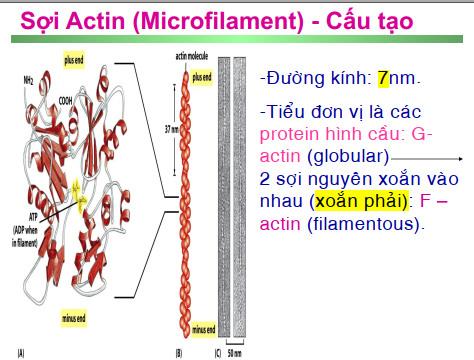 Sợi Actin (Microfilament) - Cấu tạo
plus end
NH₂
COOH
ATP
(ADP when
in filament)
minus end
(A)
actin molecule
plus end
37 nm
minus end
(B)
(C)
50 nm
-Đường kính: 7nm.
-Tiểu đơn vị là các
protein hình cầu: G-
actin (globular)
2 sợi nguyên xoắn vào
nhau (xoắn phải): F –
actin (filamentous).